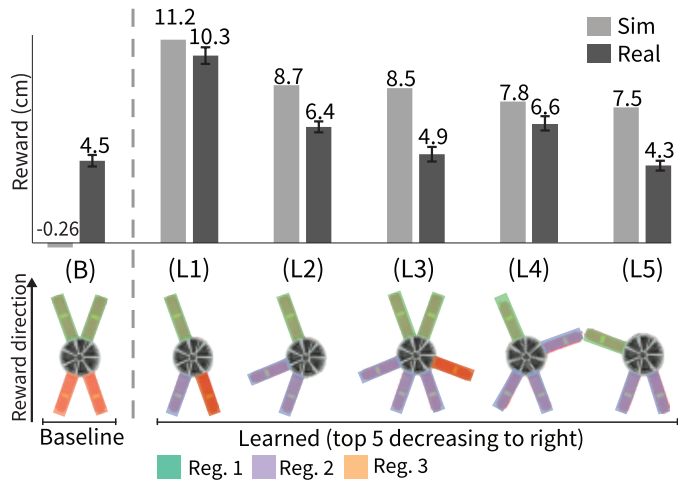 Sim
Real
Reward (cm)
-0.26
4.5
11.2
10.3
8.7
6.4
8.5
4.9
7.8
6.6
7.5
4.3
(B)
(L1)
(L2)
(L3)
(L4)
(L5)
Reward direction
Baseline
Learned (top 5 decreasing to right)
Reg. 1
Reg. 2
Reg. 3